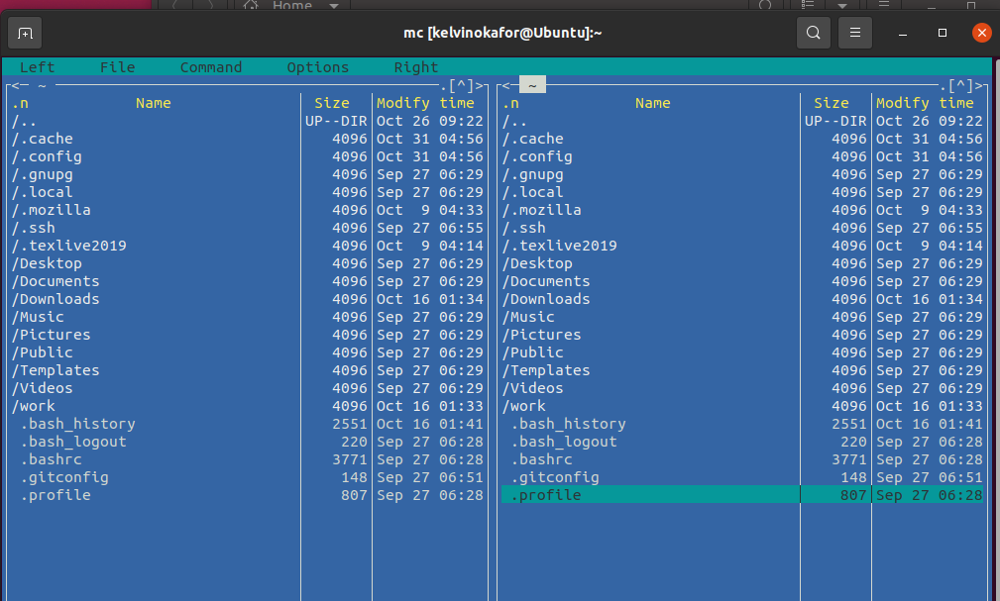 Home
mc [kelvinokafor@Ubuntu]:~
Left File Command Options Right
<─ ~ .[^]>
.n Name Size Modify time
/.. UP--DIR Oct 26 09:22
/.cache 4096 Oct 31 04:56
/.config 4096 Oct 31 04:56
/.gnupg 4096 Sep 27 06:29
/.local 4096 Sep 27 06:29
/.mozilla 4096 Oct  9 04:33
/.ssh 4096 Sep 27 06:55
/.texlive2019 4096 Oct  9 04:14
/Desktop 4096 Sep 27 06:29
/Documents 4096 Sep 27 06:29
/Downloads 4096 Oct 16 01:34
/Music 4096 Sep 27 06:29
/Pictures 4096 Sep 27 06:29
/Public 4096 Sep 27 06:29
/Templates 4096 Sep 27 06:29
/Videos 4096 Sep 27 06:29
/work 4096 Oct 16 01:33
.bash_history 2551 Oct 16 01:41
.bash_logout 220 Sep 27 06:28
.bashrc 3771 Sep 27 06:28
.gitconfig 148 Sep 27 06:51
.profile 807 Sep 27 06:28
<─ ~ .[^]>
.n Name Size Modify time
/.. UP--DIR Oct 26 09:22
/.cache 4096 Oct 31 04:56
/.config 4096 Oct 31 04:56
/.gnupg 4096 Sep 27 06:29
/.local 4096 Sep 27 06:29
/.mozilla 4096 Oct  9 04:33
/.ssh 4096 Sep 27 06:55
/.texlive2019 4096 Oct  9 04:14
/Desktop 4096 Sep 27 06:29
/Documents 4096 Sep 27 06:29
/Downloads 4096 Oct 16 01:34
/Music 4096 Sep 27 06:29
/Pictures 4096 Sep 27 06:29
/Public 4096 Sep 27 06:29
/Templates 4096 Sep 27 06:29
/Videos 4096 Sep 27 06:29
/work 4096 Oct 16 01:33
.bash_history 2551 Oct 16 01:41
.bash_logout 220 Sep 27 06:28
.bashrc 3771 Sep 27 06:28
.gitconfig 148 Sep 27 06:51
.profile 807 Sep 27 06:28